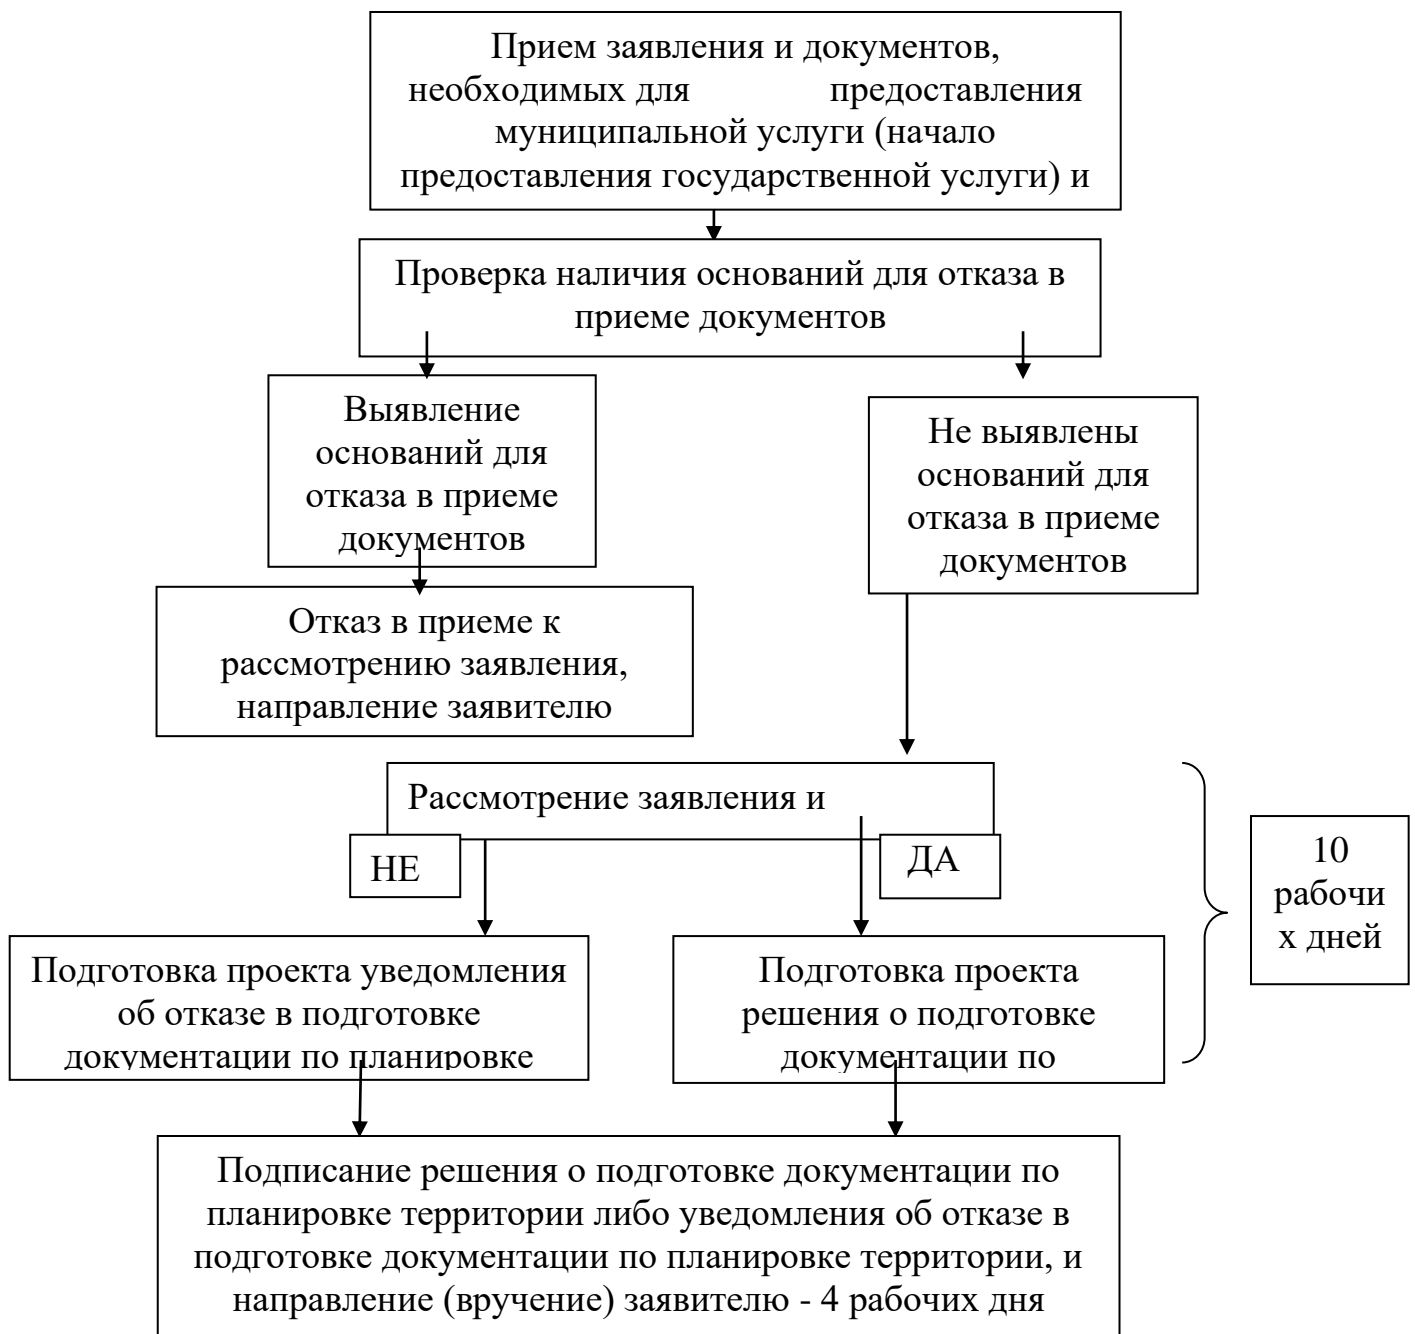 Прием заявления и документов,
необходимых для предоставления
муниципальной услуги (начало
предоставления государственной услуги) и
Проверка наличия оснований для отказа в
приеме документов
Выявление
оснований для
отказа в приеме
документов
Не выявлены
оснований для
отказа в приеме
документов
Отказ в приеме к
рассмотрению заявления,
направление заявителю
Рассмотрение заявления и
НЕ
ДА
10
рабочи
х дней
Подготовка проекта уведомления
об отказе в подготовке
документации по планировке
Подготовка проекта
решения о подготовке
документации по
Подписание решения о подготовке документации по
планировке территории либо уведомления об отказе в
подготовке документации по планировке территории, и
направление (вручение) заявителю - 4 рабочих дня